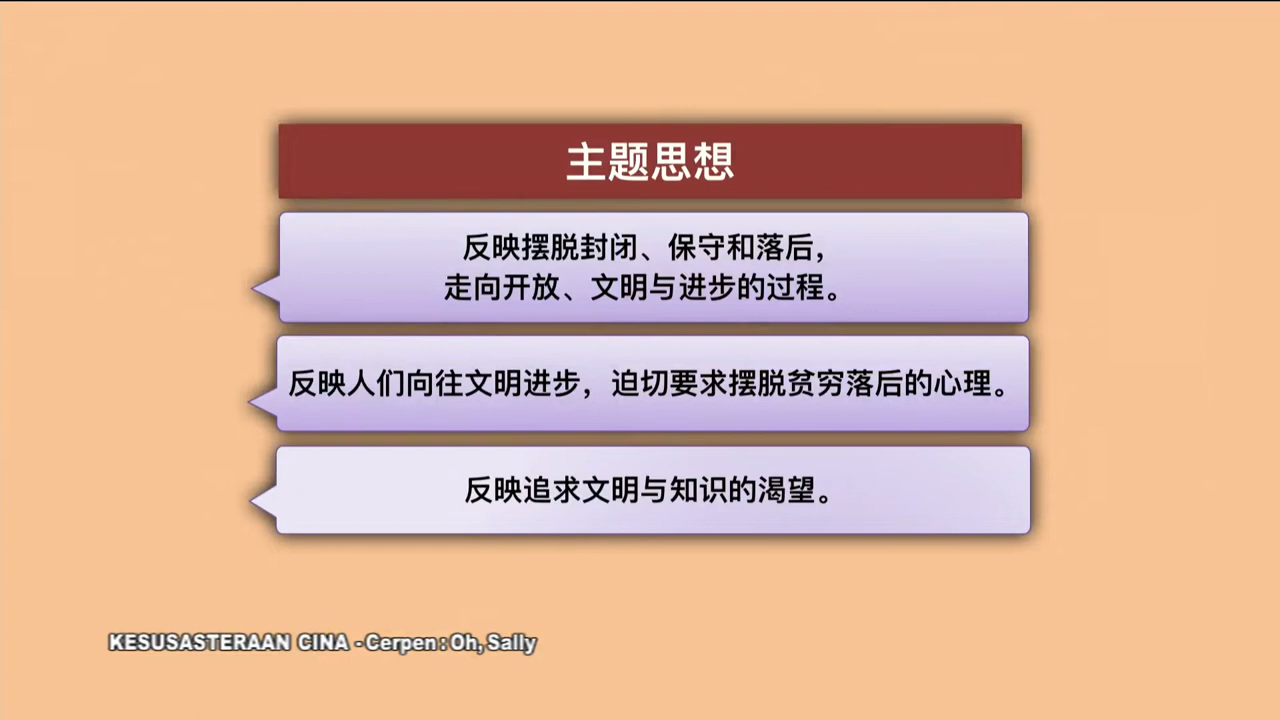 主题思想
反映摆脱封闭、保守和落后，
走向开放、文明与进步的过程。
反映人们向往文明进步，迫切要求摆脱贫穷落后的心理。
反映追求文明与知识的渴望。
KESUSASTERAAN CINA - Cerpen : Oh, Sally